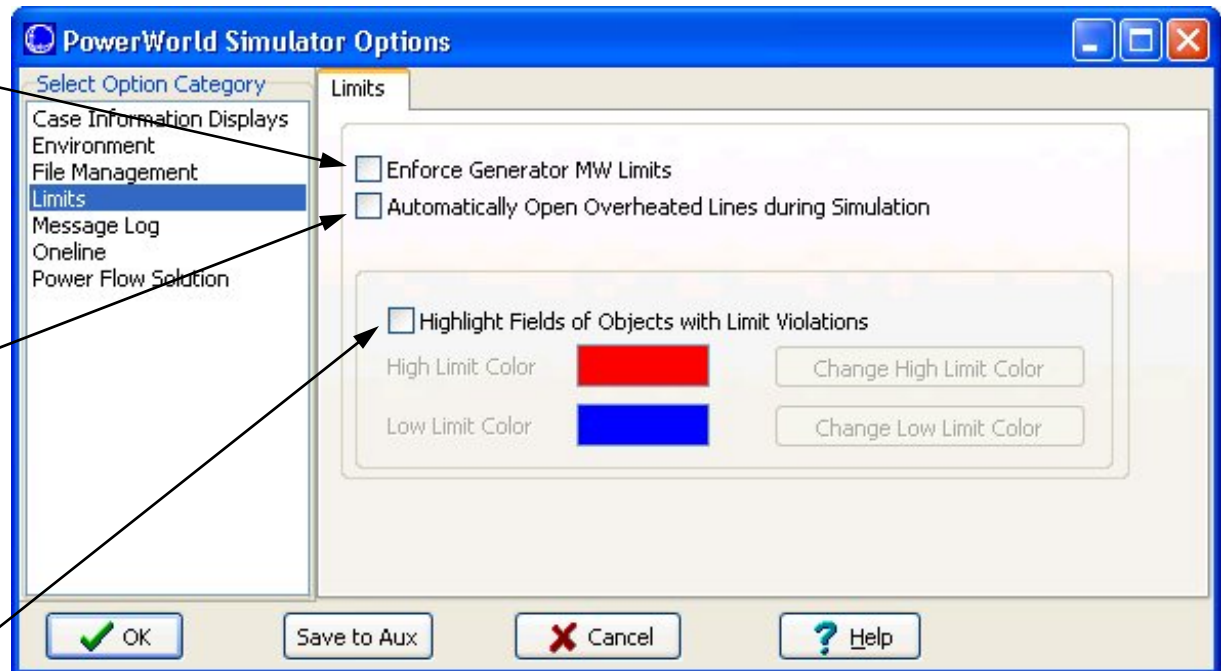 PowerWorld Simulator Options
Select Option Category
Case Information Displays
Environment
File Management
Limits
Message Log
Oneline
Power Flow Solution
Limits
Enforce Generator MW Limits
Automatically Open Overheated Lines during Simulation
Highlight Fields of Objects with Limit Violations
High Limit Color
Change High Limit Color
Low Limit Color
Change Low Limit Color
OK
Save to Aux
Cancel
? Help